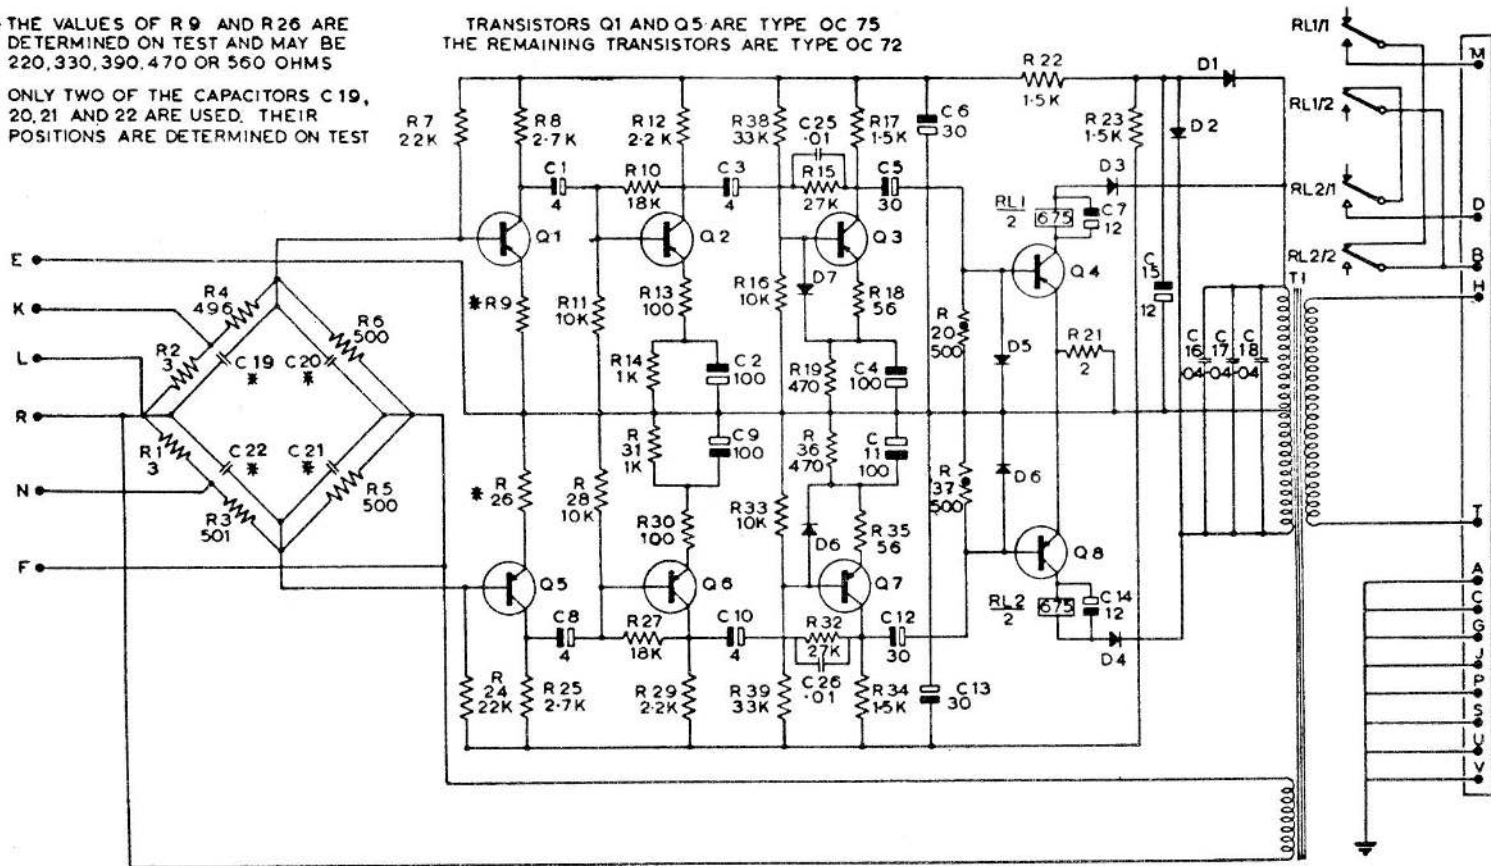 THE VALUES OF R9 AND R26 ARE
DETERMINED ON TEST AND MAY BE
220,330,390,470 OR 560 OHMS
ONLY TWO OF THE CAPACITORS C19,
20,21 AND 22 ARE USED. THEIR
POSITIONS ARE DETERMINED ON TEST
TRANSISTORS Q1 AND Q5 ARE TYPE OC 75
THE REMAINING TRANSISTORS ARE TYPE OC 72
R7
22K
R8
2.7K
R12
2.2K
R38
33K
C25
.01
R17
1.5K
C6
30
R22
1.5K
R23
1.5K
D1
D2
RL1/1
RL1/2
RL2/1
RL2/2
M
D
B
H
T
A
C
G
J
P
S
U
V
C1
4
R10
18K
C3
4
R15
27K
C5
30
RL1
2
675
C7
12
D3
Q1
Q2
Q3
Q4
E
K
L
R
N
F
R4
496
R2
3
R6
500
C19
*
C20
*
R1
3
C22
*
C21
*
R3
501
R5
500
* R9
R11
10K
R13
100
R16
10K
D7
R18
56
R
20
500
D5
R21
2
C
15
12
C
16
.04
C
17
.04
C
18
.04
T1
R14
1K
C2
100
R19
470
C4
100
R
31
1K
C9
100
R
36
470
C
11
100
* R
26
R
28
10K
R30
100
R33
10K
D6
R35
56
R
37
500
D6
Q5
Q6
Q7
Q8
C8
4
R27
18K
C10
4
R32
27K
C26
.01
C12
30
RL2
2
675
C14
12
D4
R
24
22K
R25
2.7K
R29
2.2K
R39
33K
R34
1.5K
C13
30